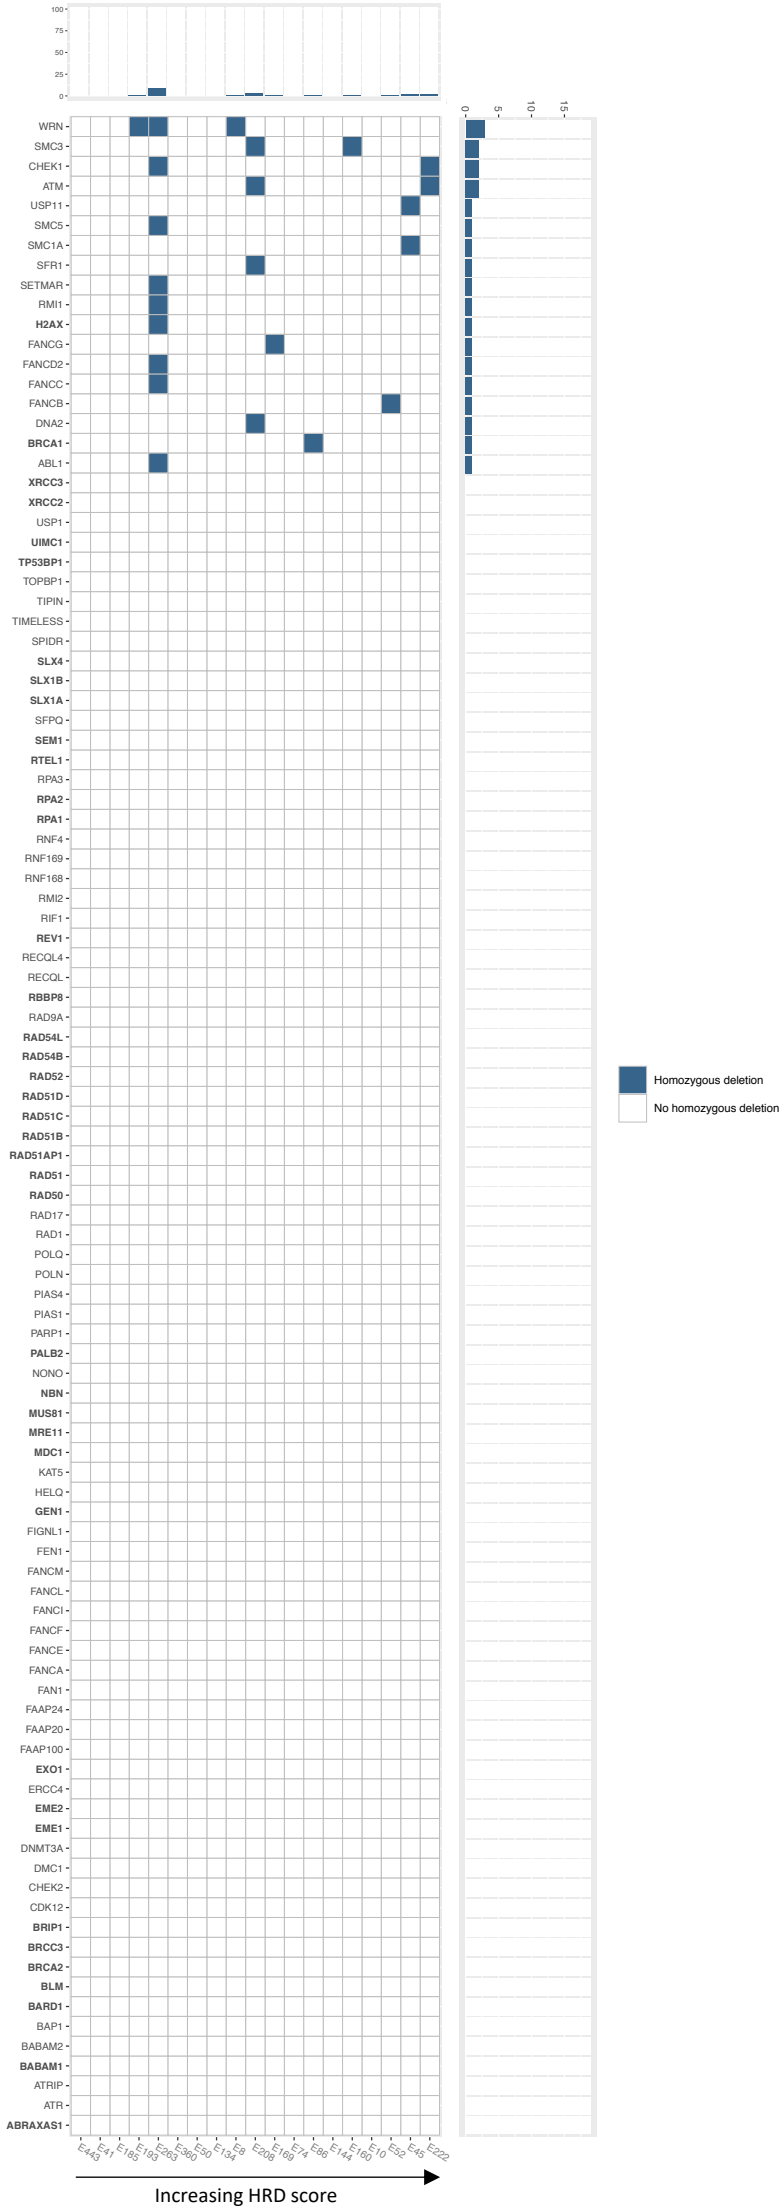 100
75
50
25
0
0
5
10
15
WRN
SMC3
CHEK1
ATM
USP11
SMC5
SMC1A
SFR1
SETMAR
RMI1
H2AX
FANCG
FANCD2
FANCC
FANCB
DNA2
BRCA1
ABL1
XRCC3
XRCC2
USP1
UIMC1
TP53BP1
TOPBP1
TIPIN
TIMELESS
SPIDR
SLX4
SLX1B
SLX1A
SFPQ
SEM1
RTEL1
RPA3
RPA2
RPA1
RNF4
RNF169
RNF168
RMI2
RIF1
REV1
RECQL4
RECQL
RBBP8
RAD9A
RAD54L
RAD54B
RAD52
RAD51D
RAD51C
RAD51B
RAD51AP1
RAD51
RAD50
RAD17
RAD1
POLQ
POLN
PIAS4
PIAS1
PARP1
PALB2
NONO
NBN
MUS81
MRE11
MDC1
KAT5
HELQ
GEN1
FIGNL1
FEN1
FANCM
FANCL
FANCI
FANCF
FANCE
FANCA
FAN1
FAAP24
FAAP20
FAAP100
EXO1
ERCC4
EME2
EME1
DNMT3A
DMC1
CHEK2
CDK12
BRIP1
BRCC3
BRCA2
BLM
BARD1
BAP1
BABAM2
BABAM1
ATRIP
ATR
ABRAXAS1
Homozygous deletion
No homozygous deletion
E443
E41
E185
E193
E263
E360
E50
E134
E8
E208
E169
E74
E86
E144
E160
E10
E52
E45
E222
Increasing HRD score